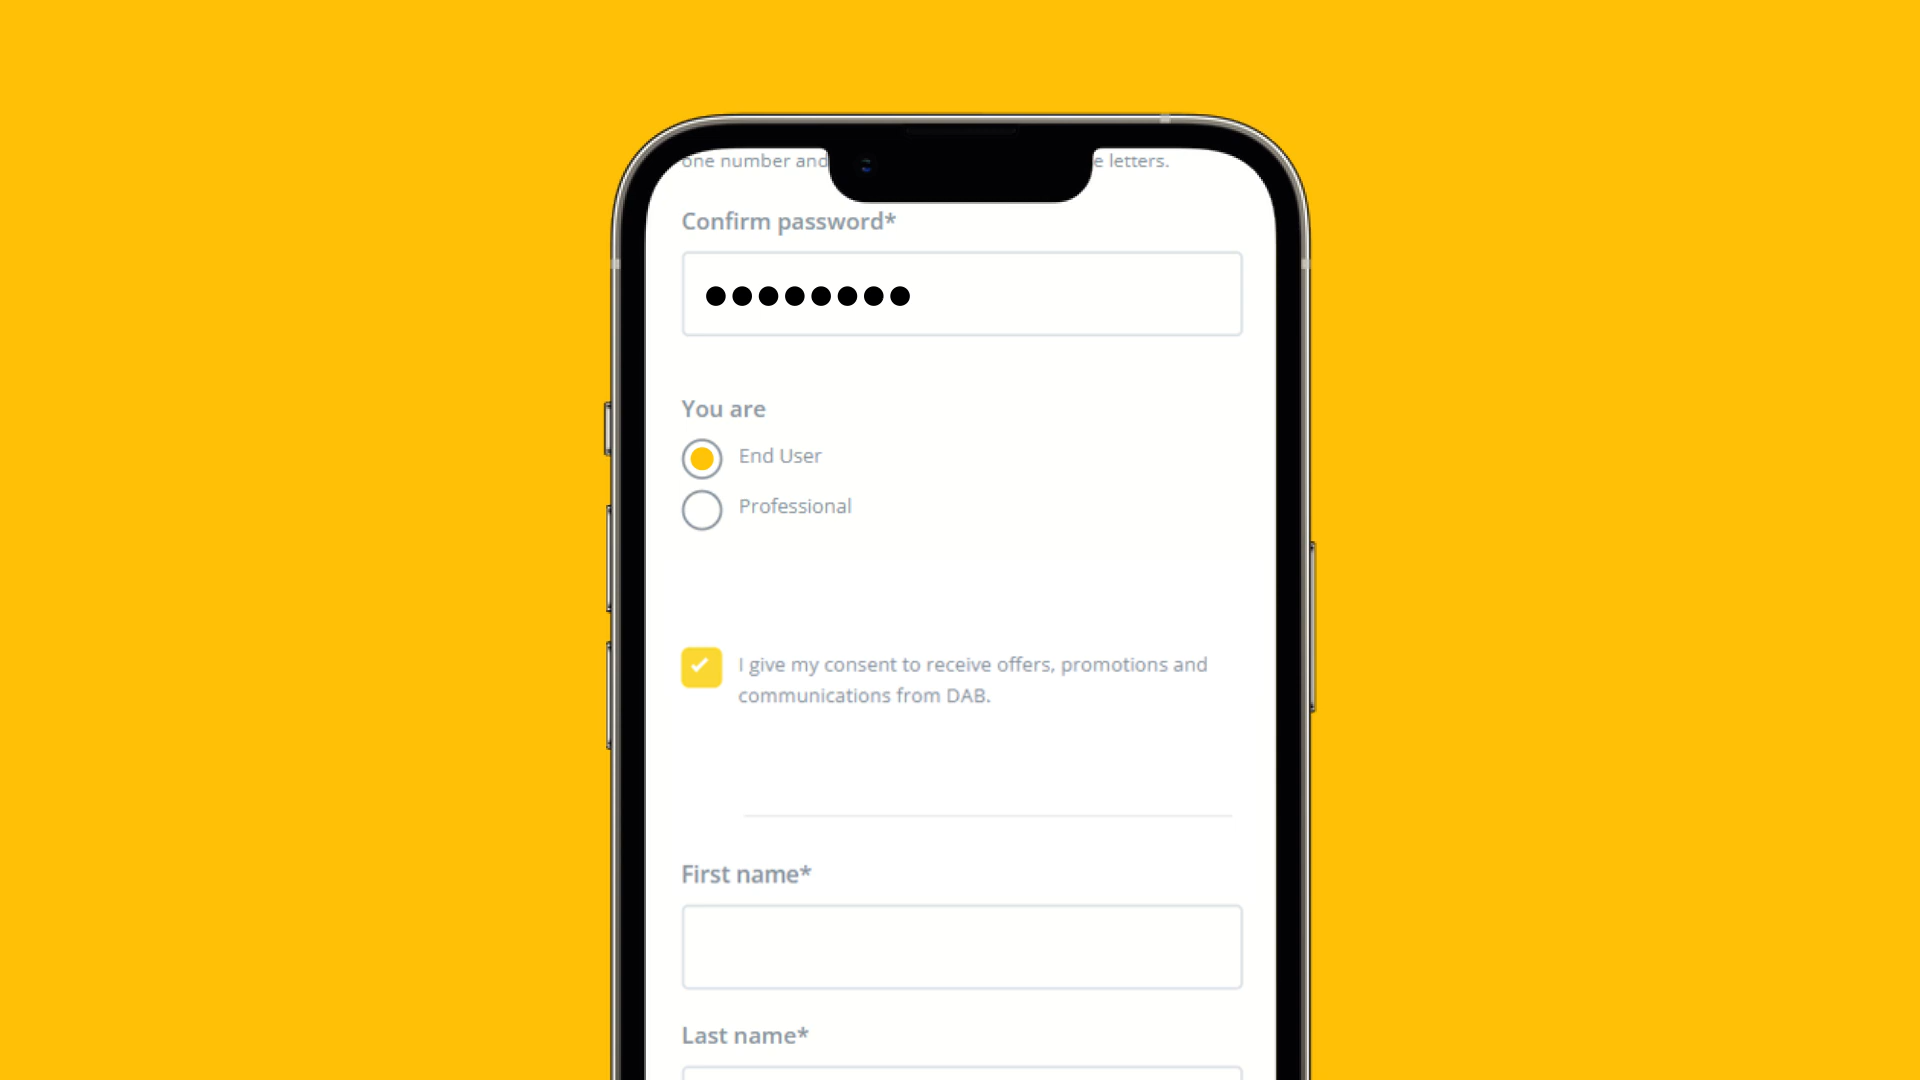 one number and e letters.
Confirm password*
You are
End User
Professional
I give my consent to receive offers, promotions and
communications from DAB.
First name*
Last name*